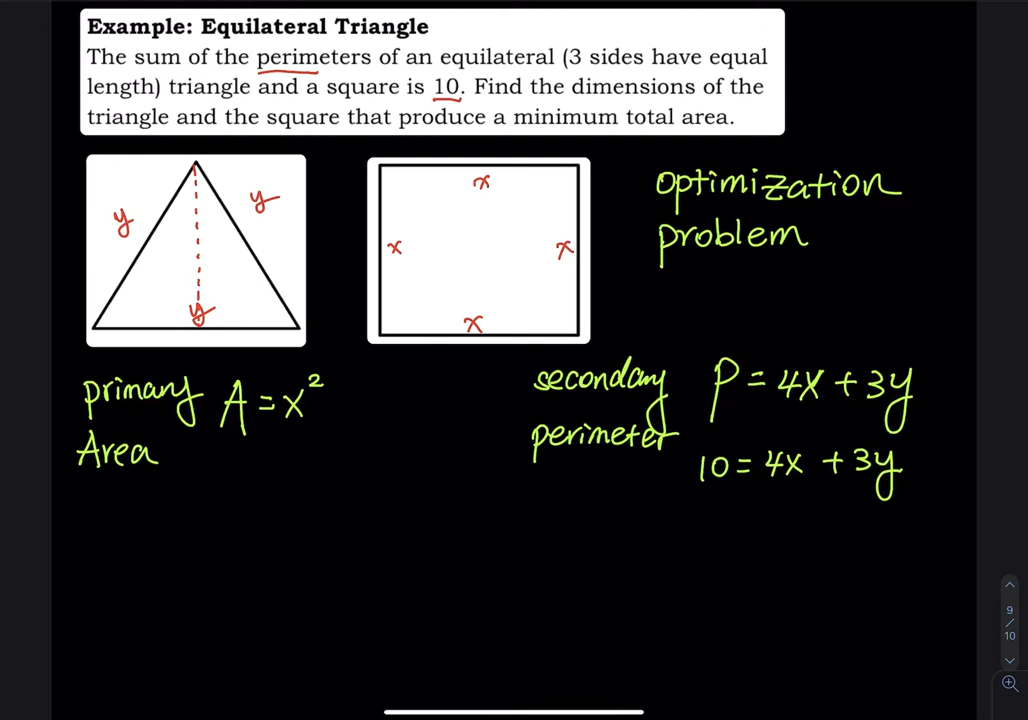 Example: Equilateral Triangle
The sum of the perimeters of an equilateral (3 sides have equal
length) triangle and a square is 10. Find the dimensions of the
triangle and the square that produce a minimum total area.
y
y
y
x
x
x
x
optimization
problem
primary A = x²
Area
secondary P = 4x + 3y
perimeter
10 = 4x + 3y
9
/
10